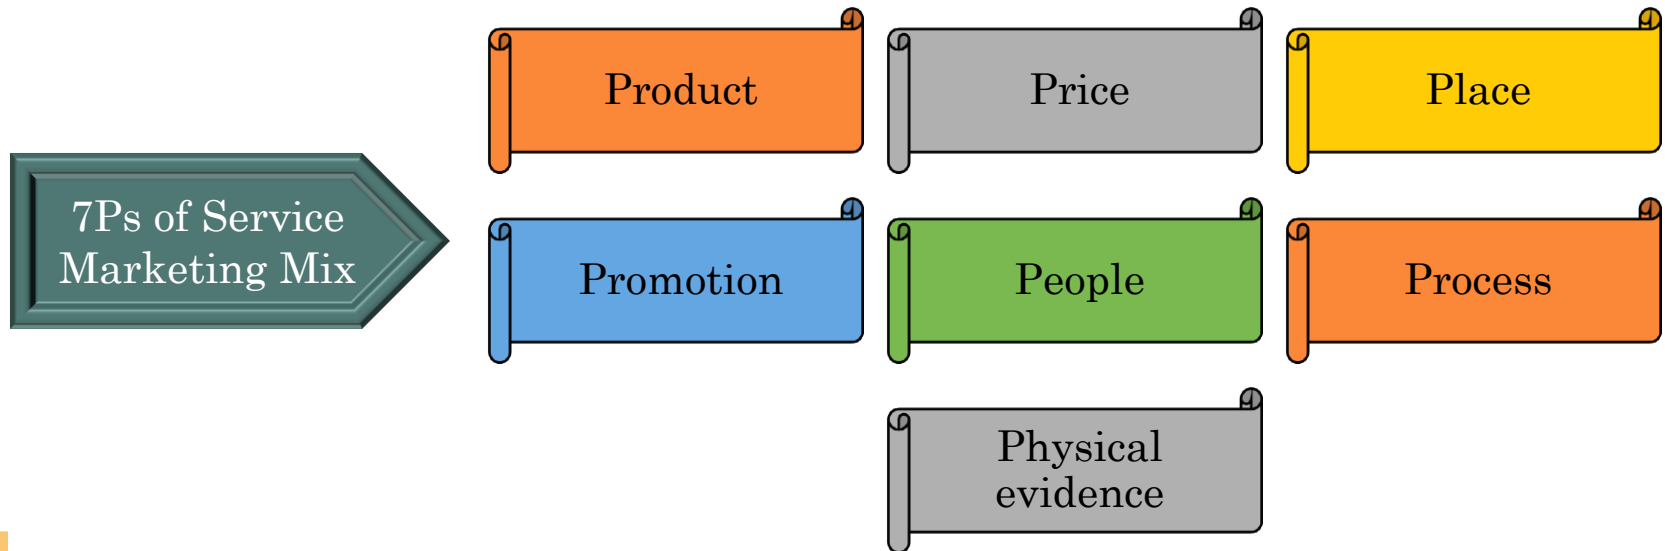 7Ps of Service
Marketing Mix
Product
Price
Place
Promotion
People
Process
Physical
evidence